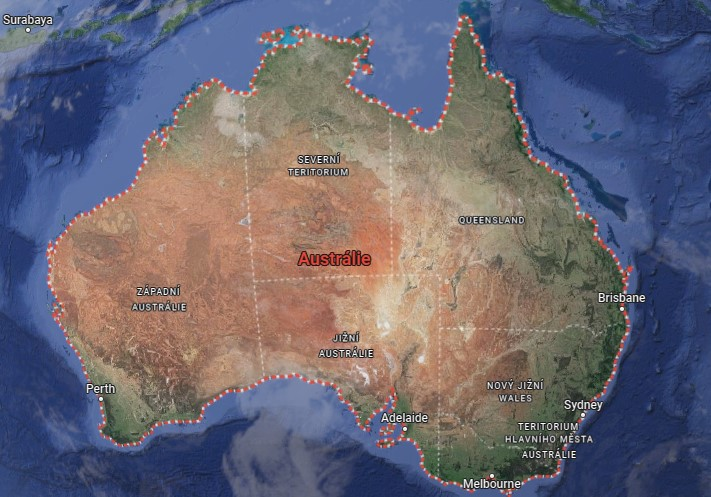 Surabaya
SEVERNÍ
TERITORIUM
QUEENSLAND
Austrálie
ZÁPADNÍ
AUSTRÁLIE
Brisbane
JIŽNÍ
AUSTRÁLIE
Perth
NOVÝ JIŽNÍ
WALES
Sydney
Adelaide
TERITORIUM
HLAVNÍHO MĚSTA
AUSTRÁLIE
Melbourne